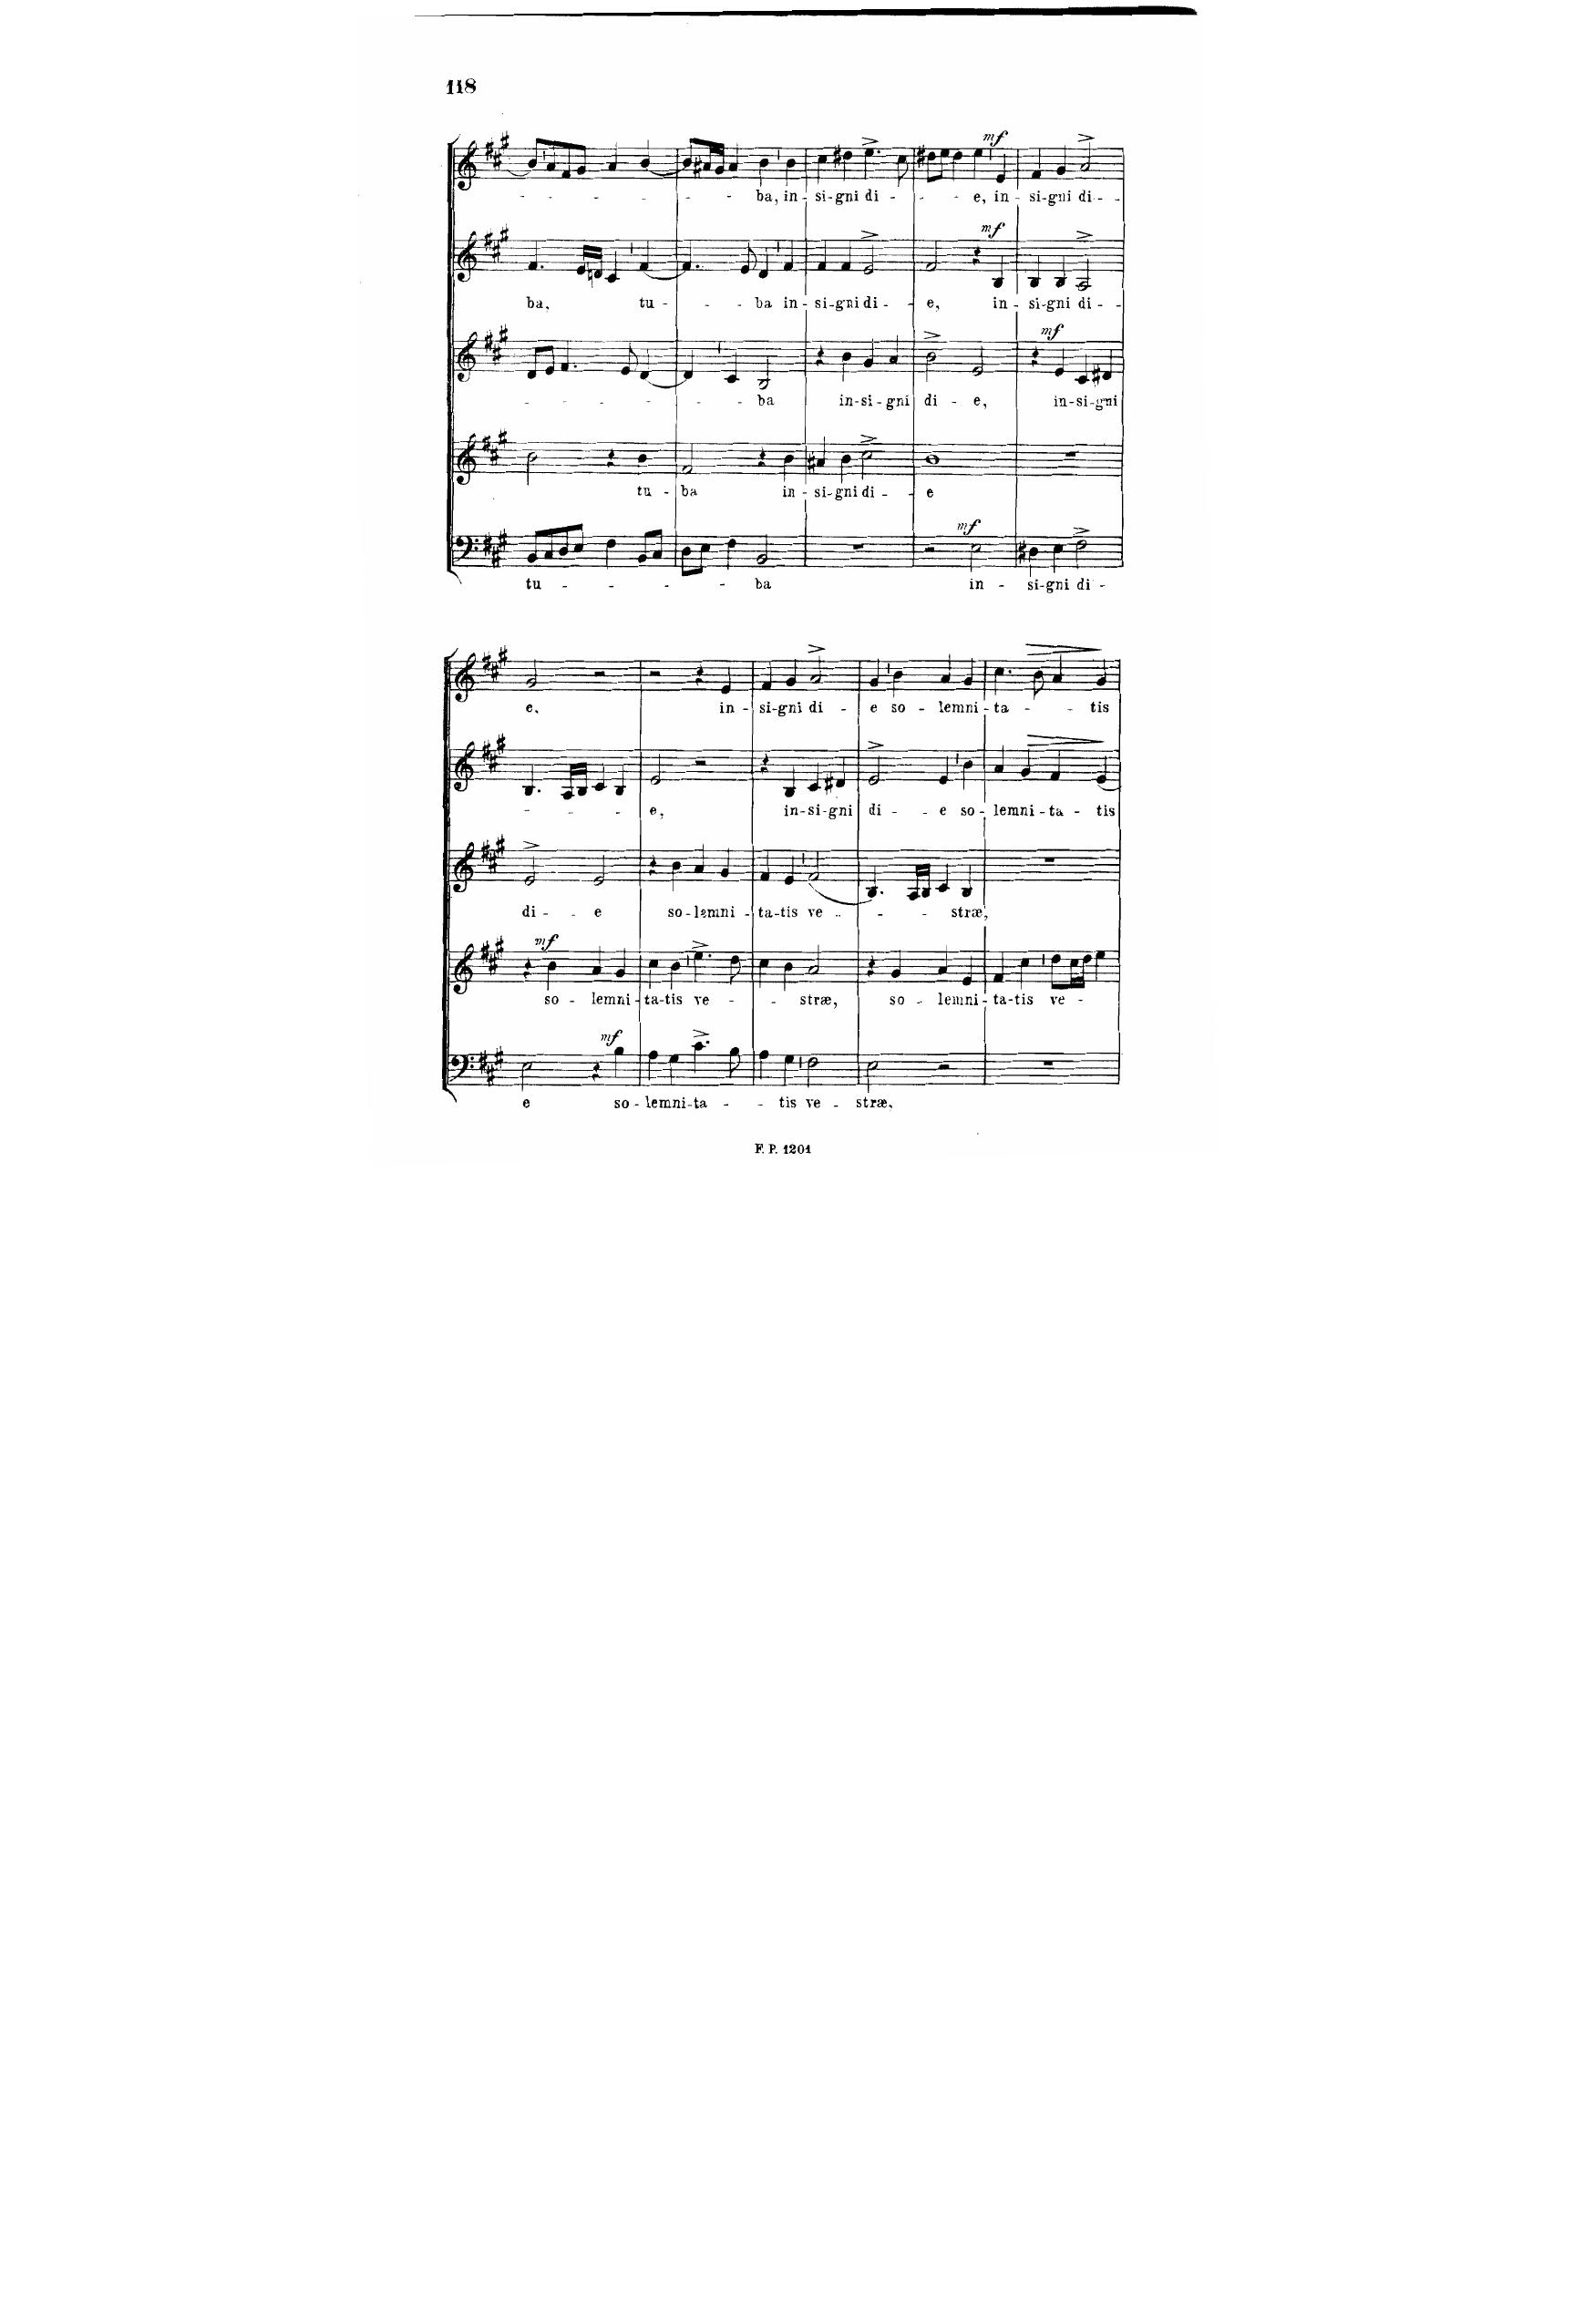 118
mf
ba, in- si-gni di - e, in - si-gni di -
mf
ba, tu - ba in - si-gni di - e, in - si-gni di -
mf
ba in-si-gni di - e, in-si-gni
tu - ba in - si-gni di - e
mf
tu - ba in - si-gni di -
e. in - si-gni di - e so - lemni - ta - tis
e, in-si-gni di - e so - lemni - ta - tis
di - e so-lemni - ta-tis ve - stræ,
mf
so - lemni - ta-tis ve - stræ, so - lemni - ta-tis ve -
mf
e so - lemni - ta - tis ve - stræ.
F. P. 1201